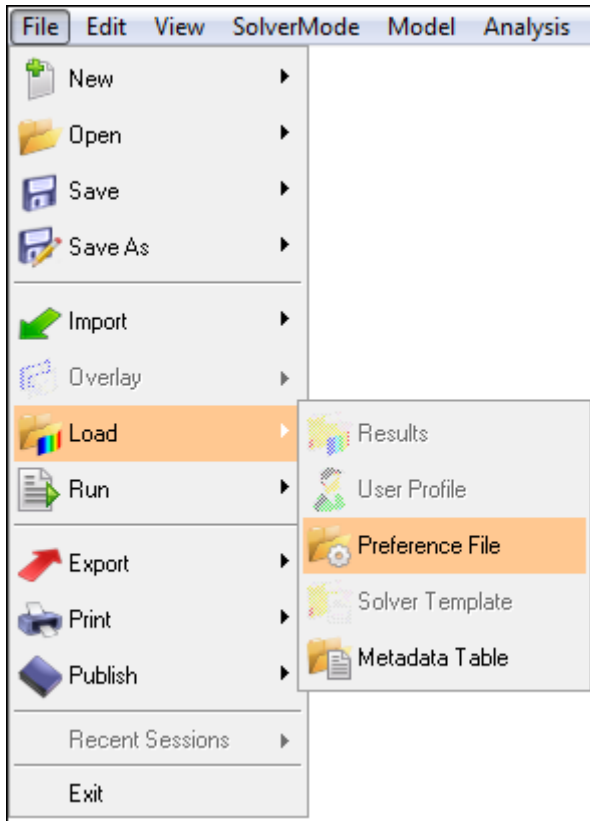 File Edit View SolverMode Model Analysis
New
Open
Save
Save As
Import
Overlay
Load
Run
Export
Print
Publish
Recent Sessions
Exit
Results
User Profile
Preference File
Solver Template
Metadata Table